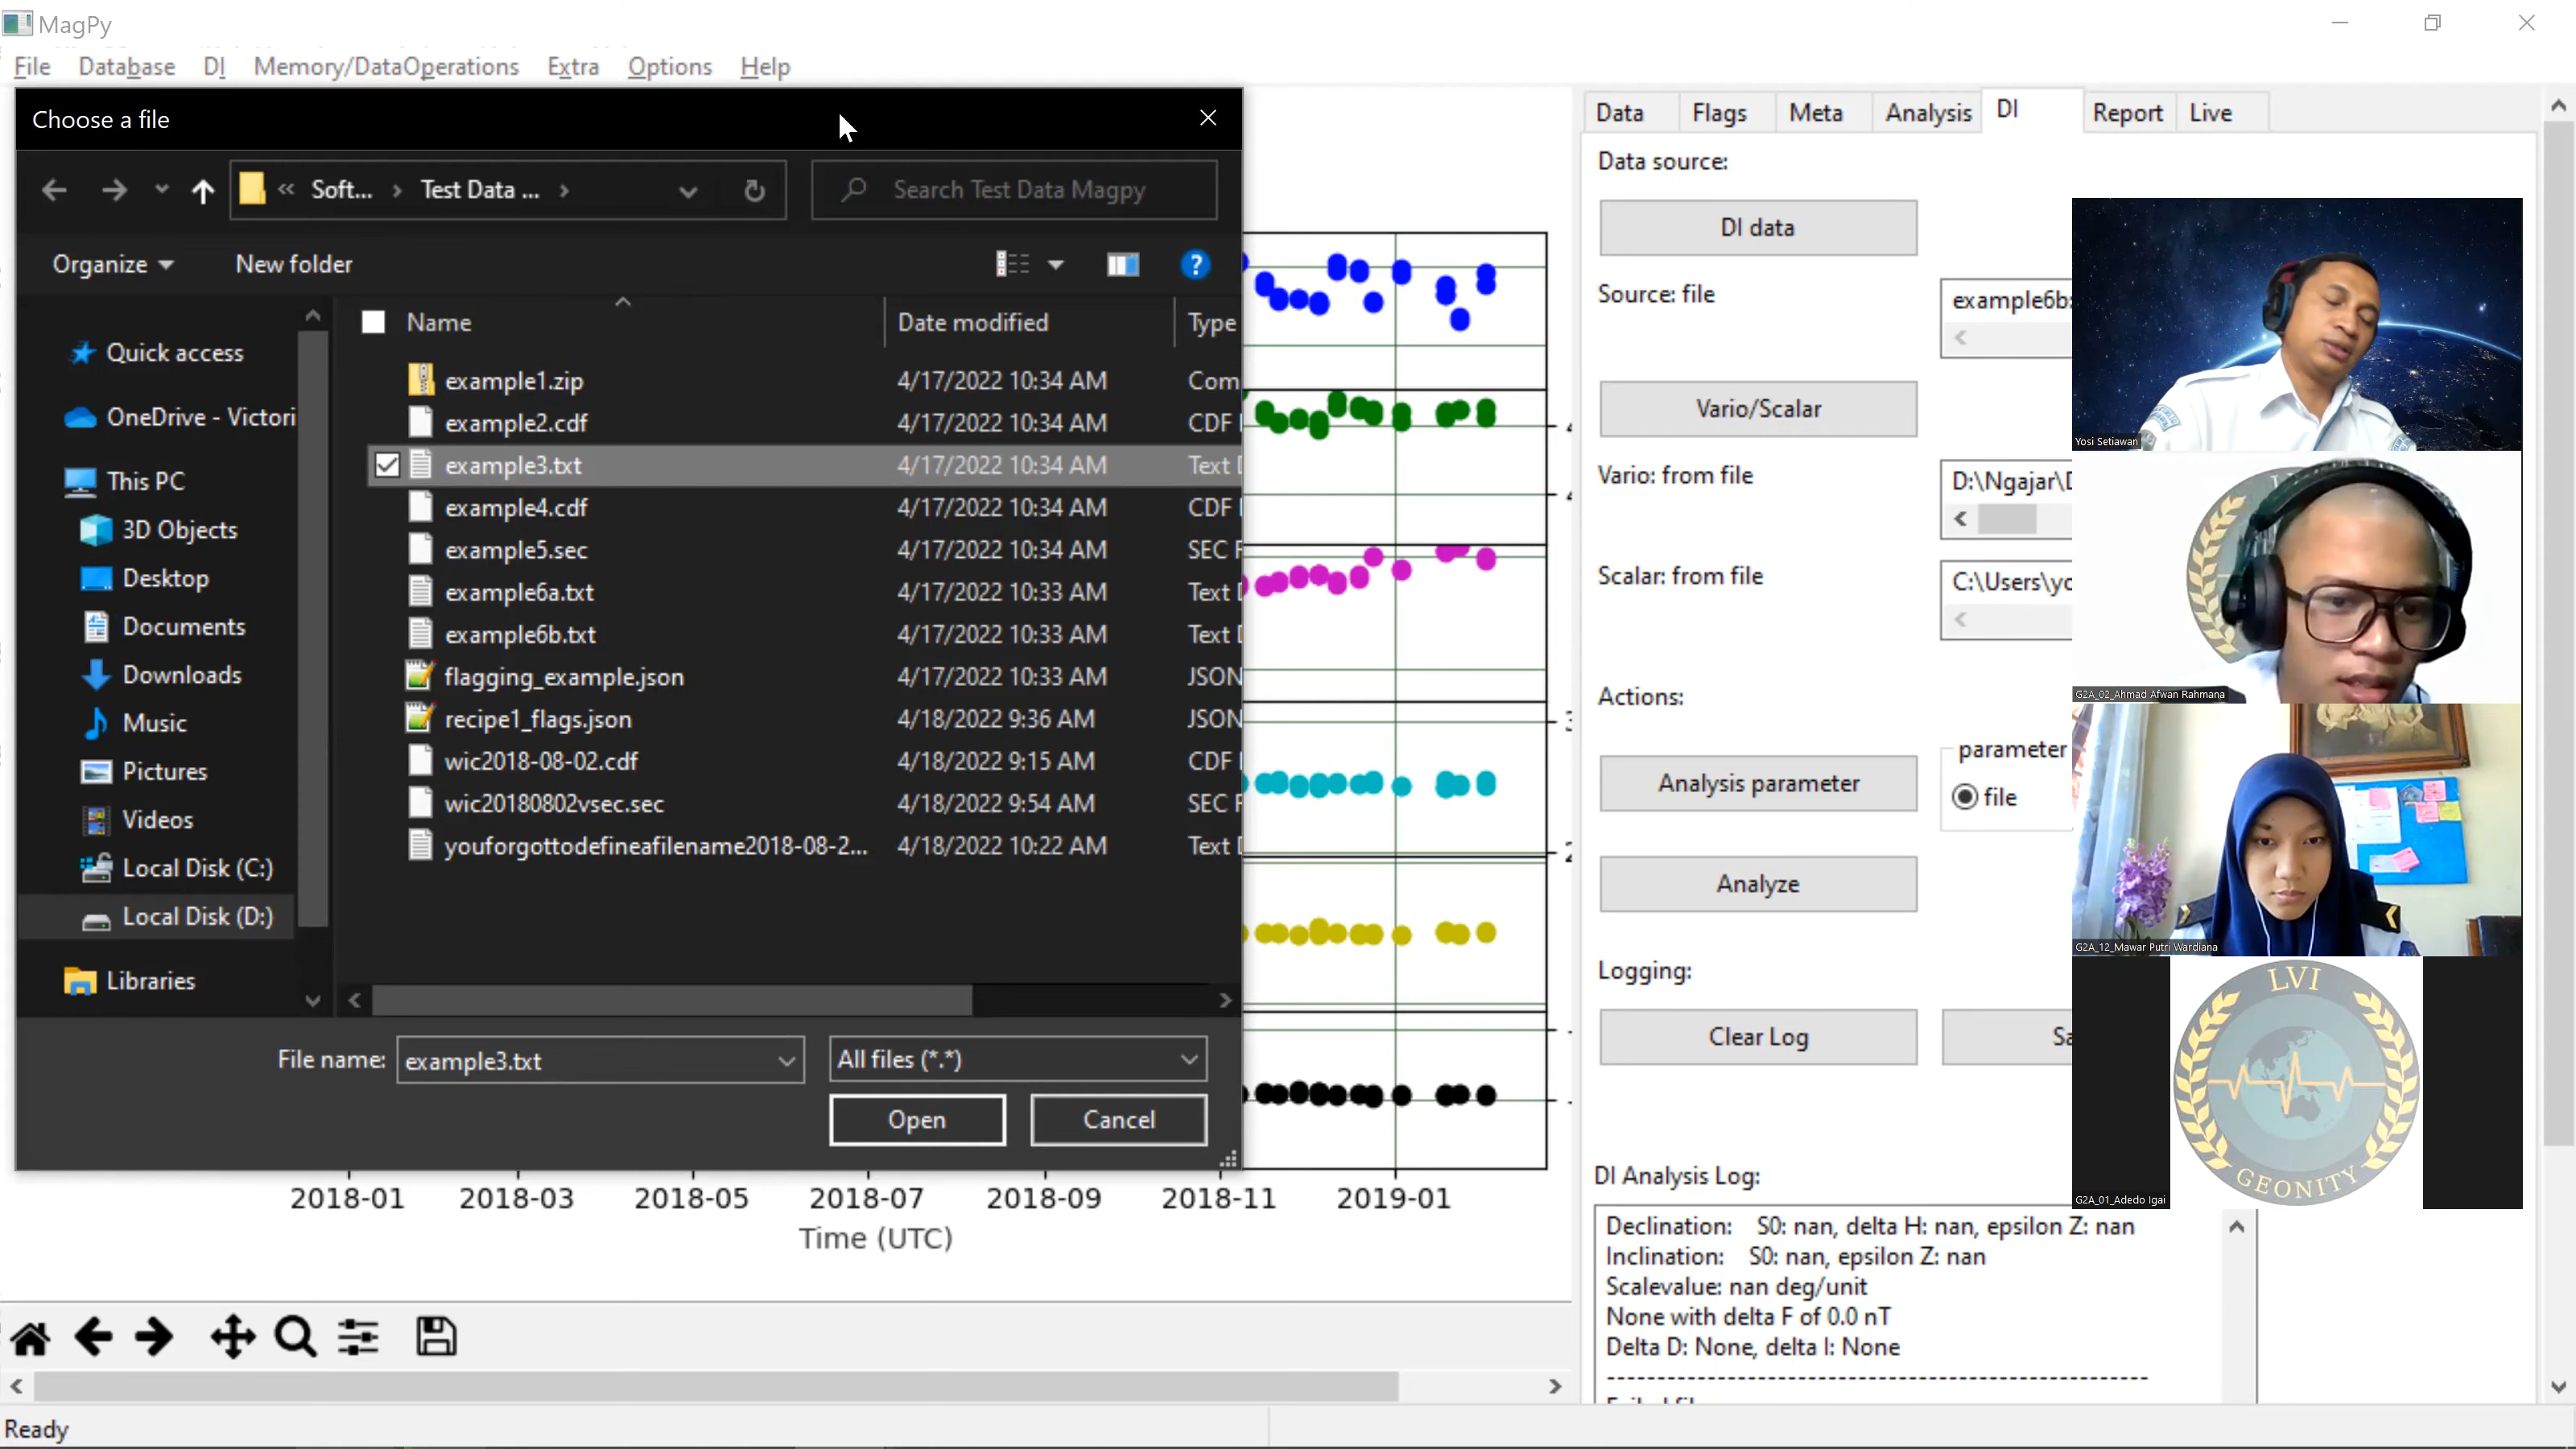 MagPy
File Database DI Memory/DataOperations Extra Options Help
Choose a file
« Soft... > Test Data ... >
Search Test Data Magpy
Organize
New folder
Name
Date modified
Type
Quick access
OneDrive - Victori
This PC
3D Objects
Desktop
Documents
Downloads
Music
Pictures
Videos
Local Disk (C:)
Local Disk (D:)
Libraries
example1.zip 4/17/2022 10:34 AM Com
example2.cdf 4/17/2022 10:34 AM CDF
example3.txt 4/17/2022 10:34 AM Text
example4.cdf 4/17/2022 10:34 AM CDF
example5.sec 4/17/2022 10:34 AM SEC F
example6a.txt 4/17/2022 10:33 AM Text
example6b.txt 4/17/2022 10:33 AM Text
flagging_example.json 4/17/2022 10:33 AM JSON
recipe1_flags.json 4/18/2022 9:36 AM JSON
wic2018-08-02.cdf 4/18/2022 9:15 AM CDF
wic20180802vsec.sec 4/18/2022 9:54 AM SEC F
youforgottodefineafilename2018-08-2... 4/18/2022 10:22 AM Text
File name: example3.txt
All files (*.*)
Open
Cancel
2018-01 2018-03 2018-05 2018-07 2018-09 2018-11 2019-01
Time (UTC)
Ready
Data Flags Meta Analysis DI Report Live
Data source:
DI data
Source: file
example6b
Vario/Scalar
Vario: from file
D:\Ngajar\
Scalar: from file
C:\Users\yo
Actions:
Analysis parameter
parameter
file
Analyze
Logging:
Clear Log
Sa
DI Analysis Log:
Declination: S0: nan, delta H: nan, epsilon Z: nan
Inclination: S0: nan, epsilon Z: nan
Scalevalue: nan deg/unit
None with delta F of 0.0 nT
Delta D: None, delta I: None
--------------------------------------------------------
Yosi Setiawan
G2A_02_Ahmad Afwan Rahmana
G2A_12_Mawar Putri Wardiana
LVI
GEONITY
G2A_01_Adedo Igai